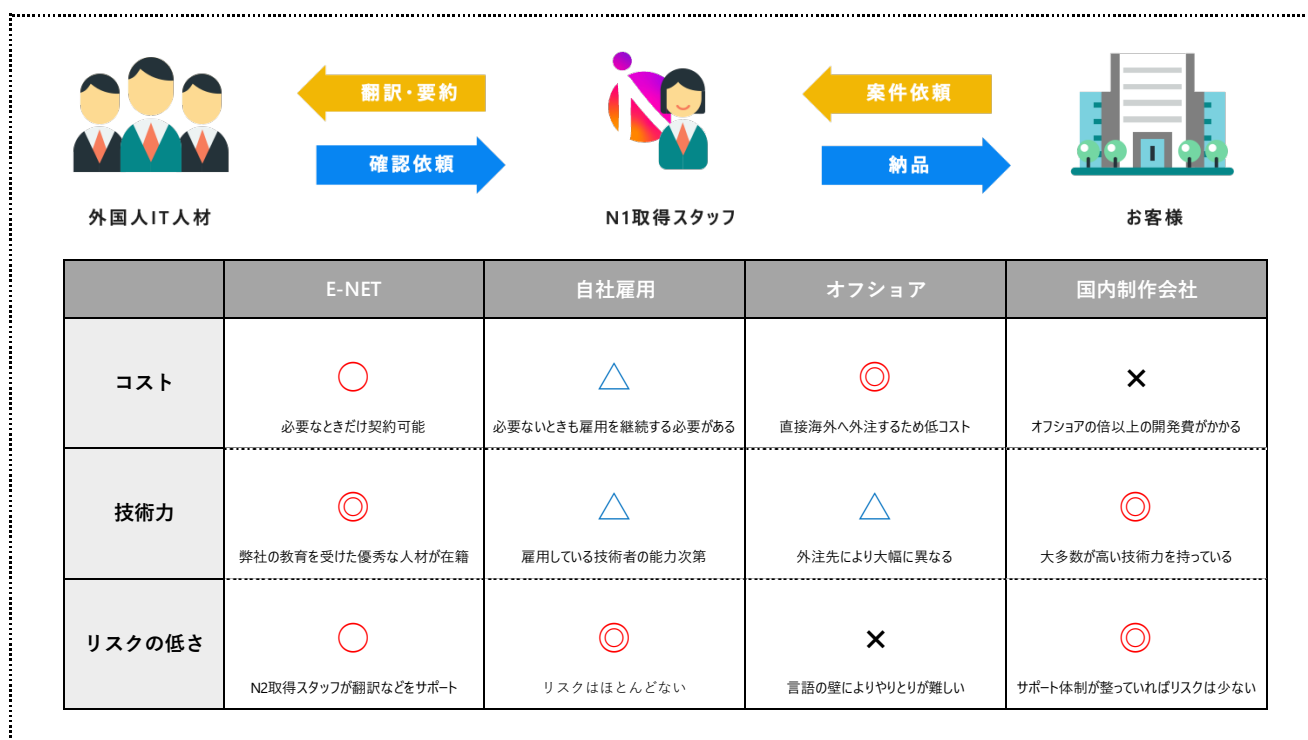 翻訳・要約
案件依頼
確認依頼
納品
外国人IT人材
N1取得スタッフ
お客様
E-NET
自社雇用
オフショア
国内制作会社
コスト
○
△
◎
×
必要なときだけ契約可能
必要ないときも雇用を継続する必要がある
直接海外へ外注するため低コスト
オフショアの倍以上の開発費がかかる
技術力
◎
△
△
◎
弊社の教育を受けた優秀な人材が在籍
雇用している技術者の能力次第
外注先により大幅に異なる
大多数が高い技術力を持っている
リスクの低さ
○
◎
×
◎
N2取得スタッフが翻訳などをサポート
リスクはほとんどない
言語の壁によりやりとりが難しい
サポート体制が整っていればリスクは少ない